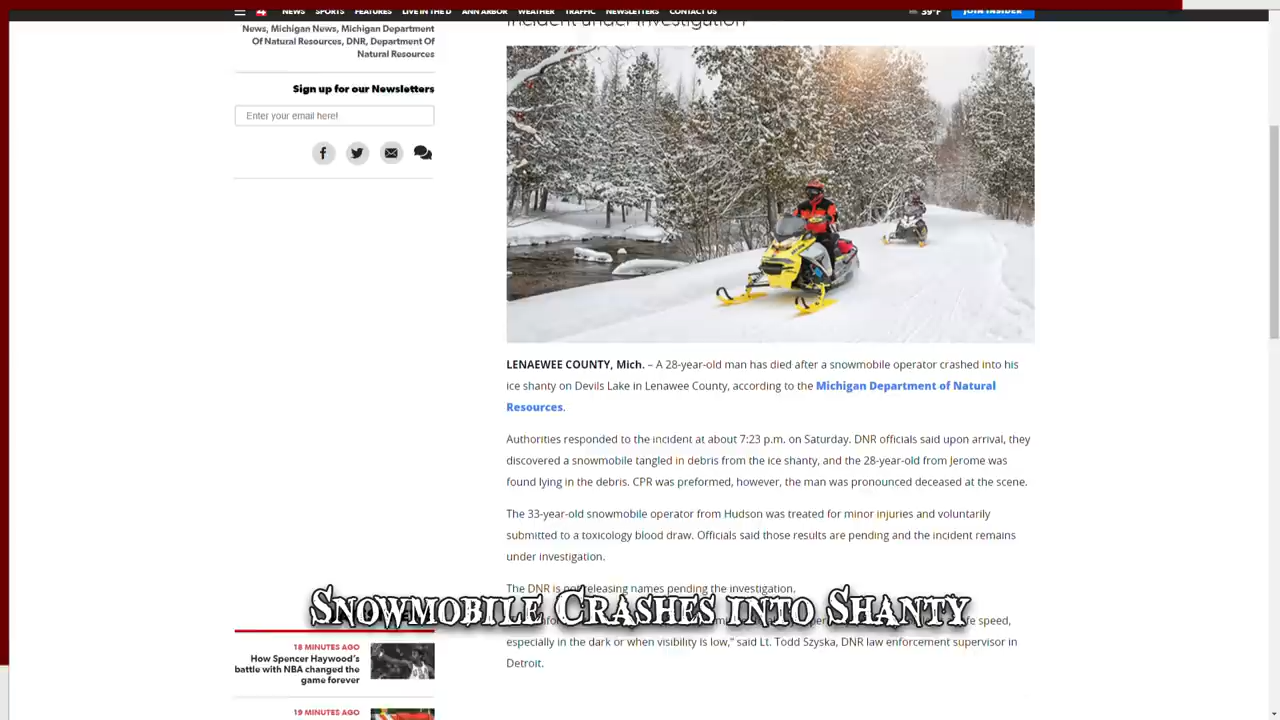 NEWS SPORTS FEATURES LIVE IN THE D ANN ARBOR WEATHER TRAFFIC NEWSLETTERS CONTACT US 39°F JOIN INSIDER
Incident under investigation
News, Michigan News, Michigan Department
Of Natural Resources, DNR, Department Of
Natural Resources
Sign up for our Newsletters
Enter your email here!
LENAEWEE COUNTY, Mich. – A 28-year-old man has died after a snowmobile operator crashed into his
ice shanty on Devils Lake in Lenawee County, according to the Michigan Department of Natural
Resources.
Authorities responded to the incident at about 7:23 p.m. on Saturday. DNR officials said upon arrival, they
discovered a snowmobile tangled in debris from the ice shanty, and the 28-year-old from Jerome was
found lying in the debris. CPR was preformed, however, the man was pronounced deceased at the scene.
The 33-year-old snowmobile operator from Hudson was treated for minor injuries and voluntarily
submitted to a toxicology blood draw. Officials said those results are pending and the incident remains
under investigation.
The DNR is not releasing names pending the investigation.
Snowmobile Crashes into Shanty
speed,
especially in the dark or when visibility is low," said Lt. Todd Szyska, DNR law enforcement supervisor in
Detroit.
18 MINUTES AGO
How Spencer Haywood's
battle with NBA changed the
game forever
19 MINUTES AGO